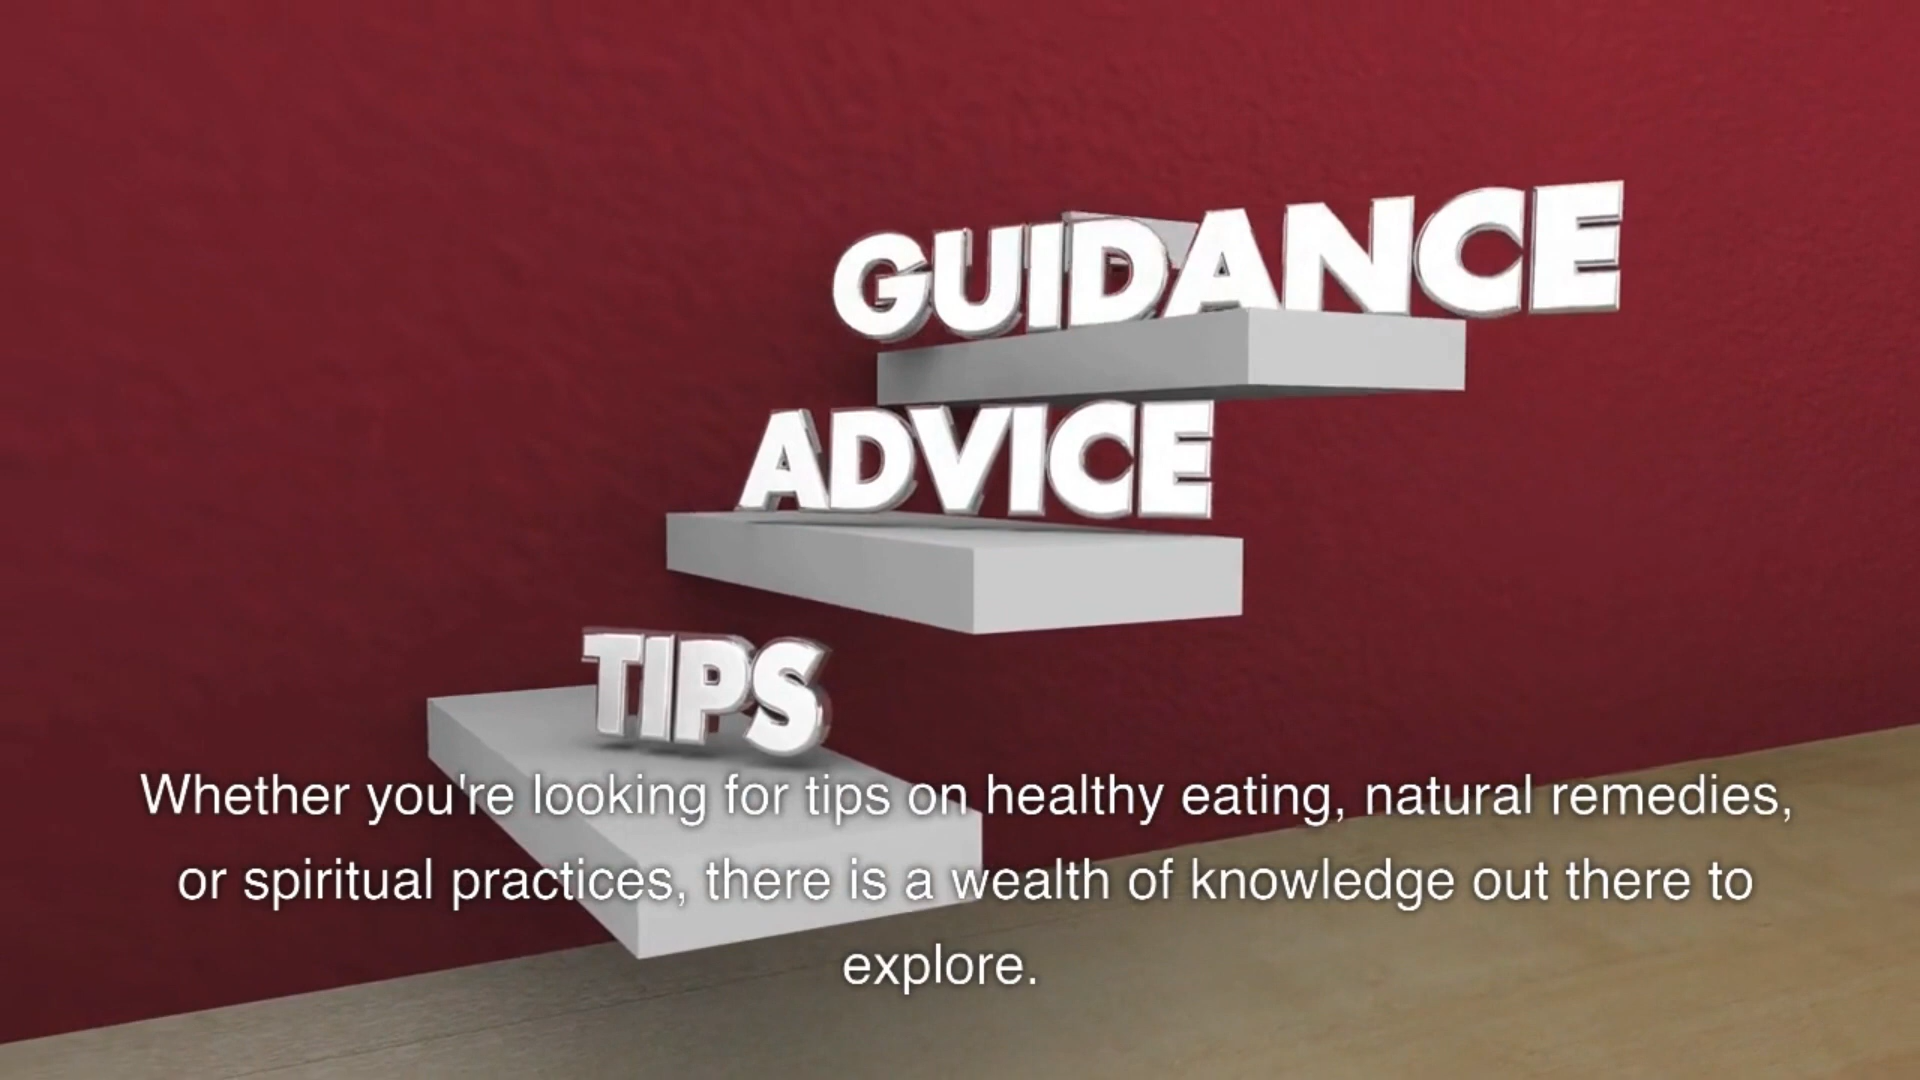 GUIDANCE
ADVICE
TIPS
Whether you're looking for tips on healthy eating, natural remedies,
or spiritual practices, there is a wealth of knowledge out there to
explore.